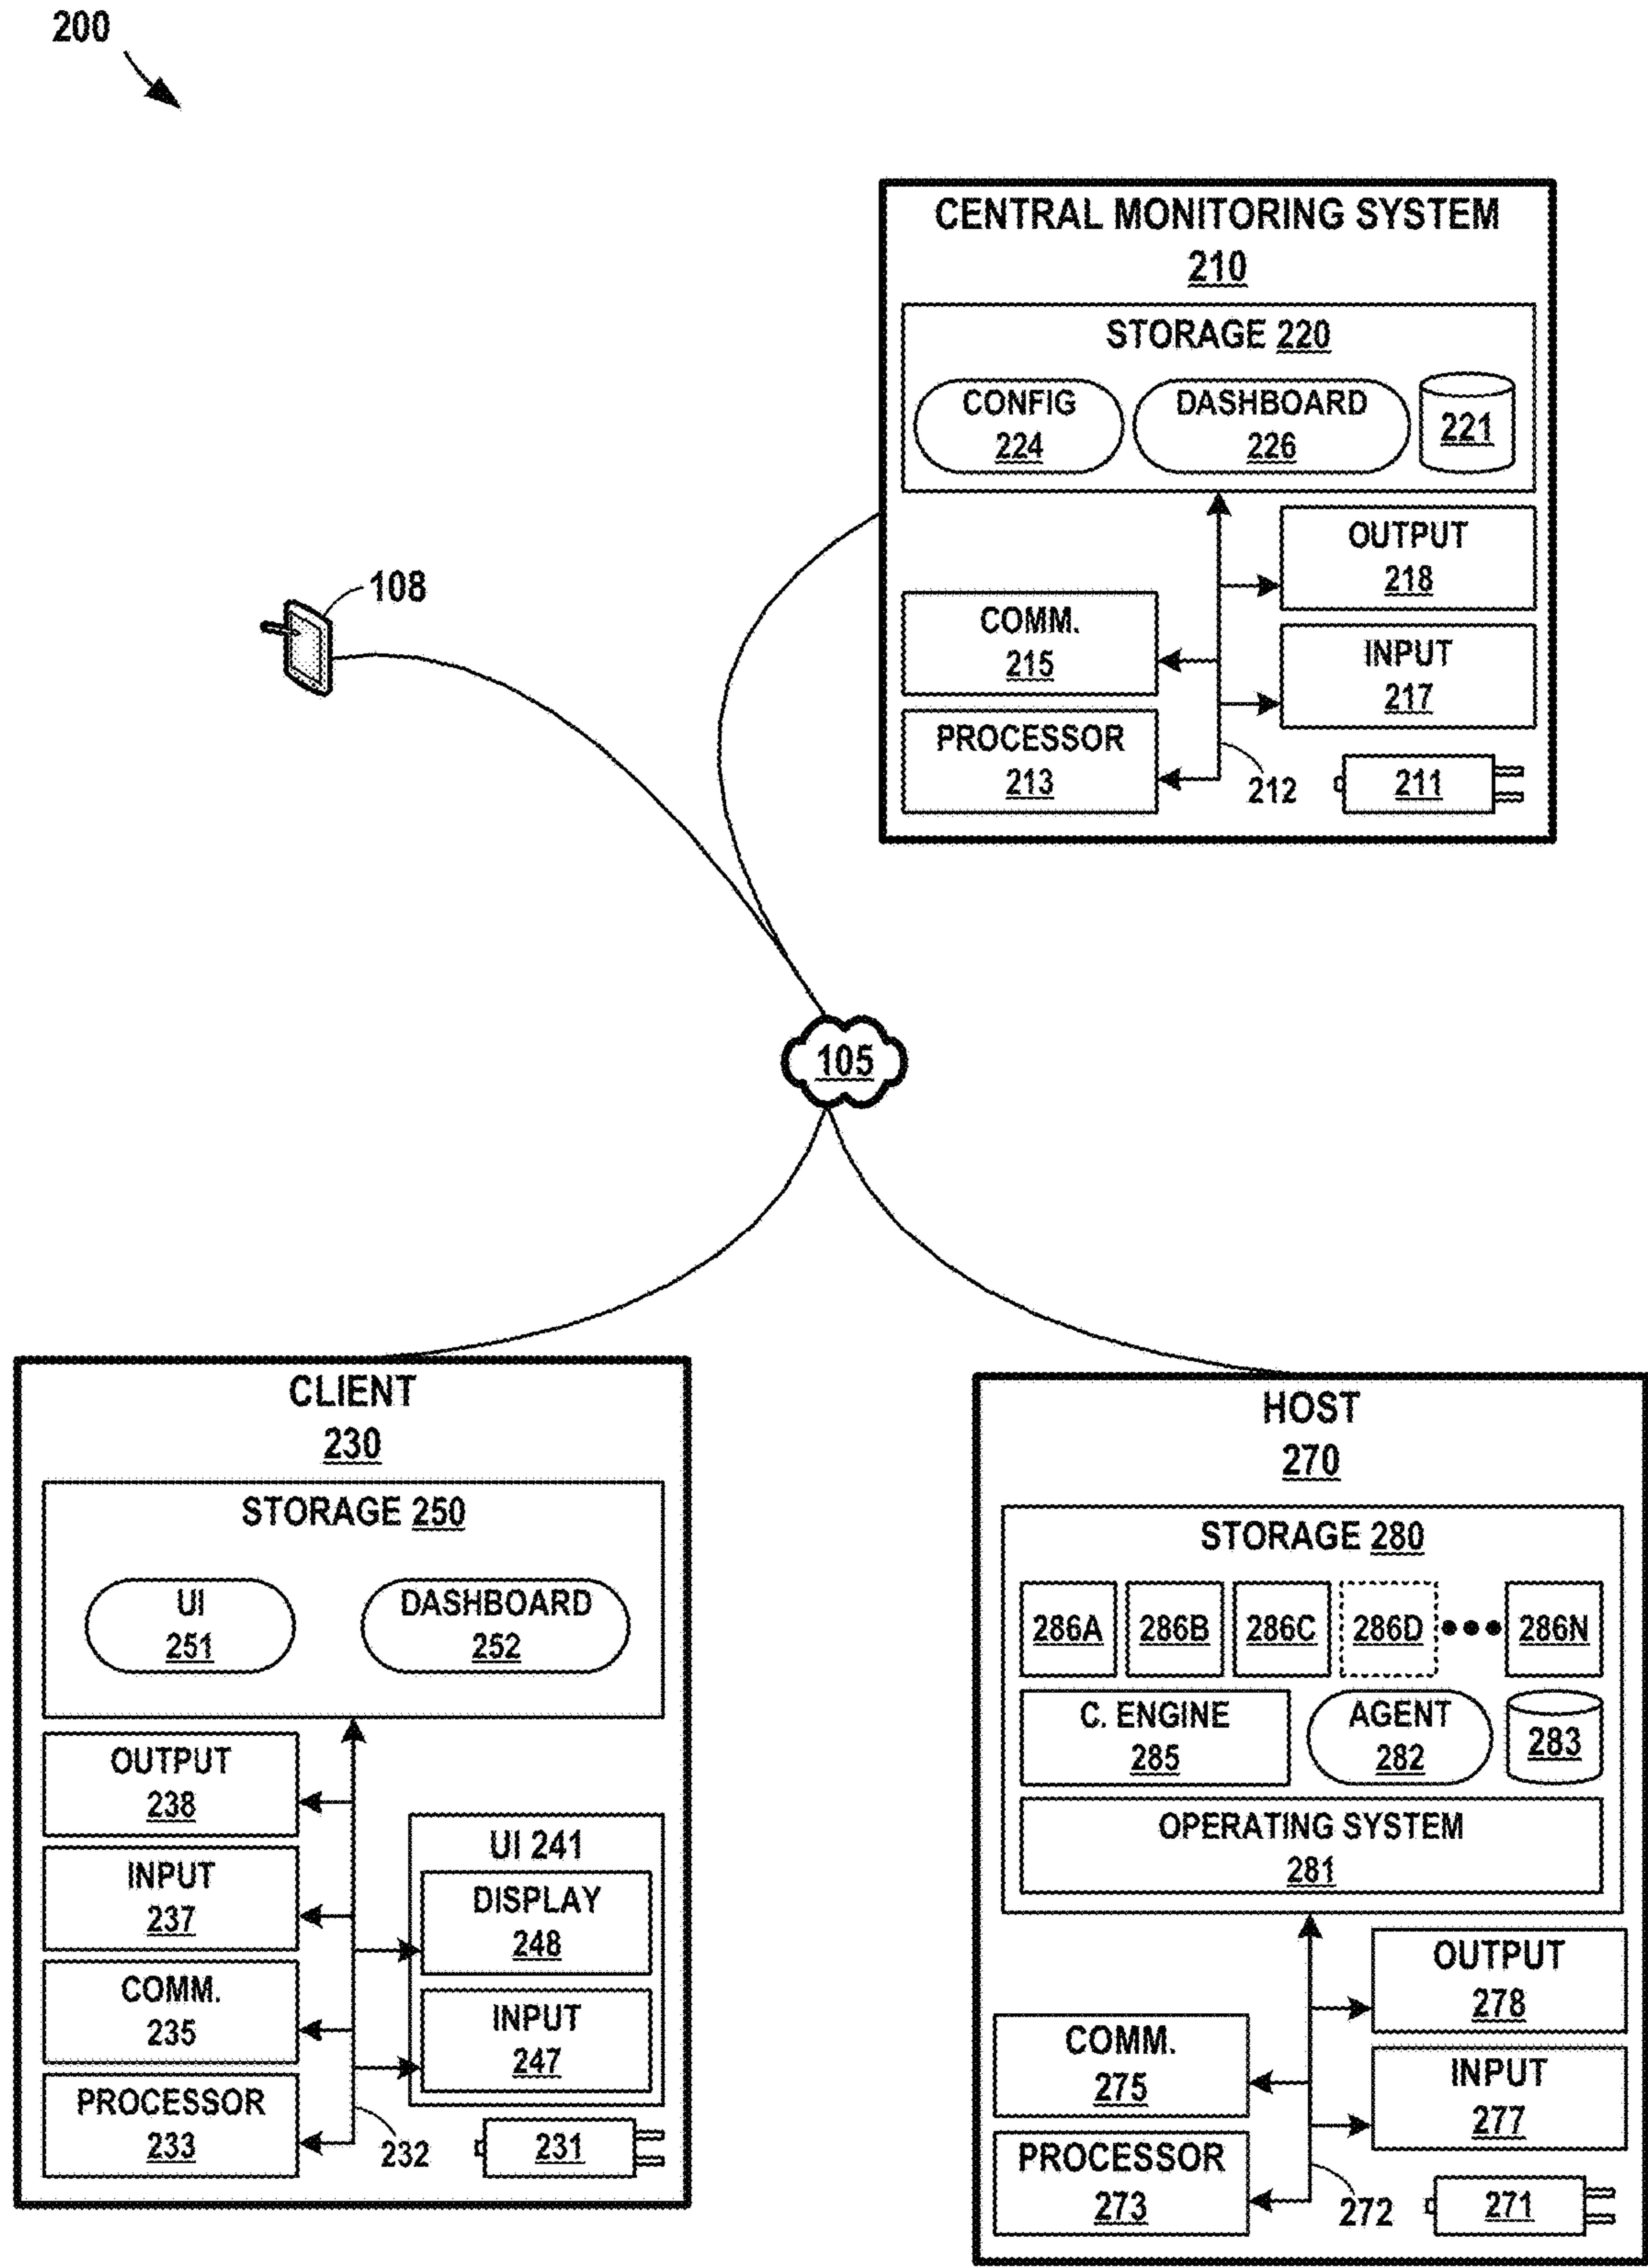 200
CENTRAL MONITORING SYSTEM
210
STORAGE 220
CONFIG
224
DASHBOARD
226
221
OUTPUT
218
COMM.
215
INPUT
217
PROCESSOR
213
212
211
108
105
CLIENT
230
STORAGE 250
UI
251
DASHBOARD
252
OUTPUT
238
INPUT
237
COMM.
235
PROCESSOR
233
UI 241
DISPLAY
248
INPUT
247
232
231
HOST
270
STORAGE 280
286A 286B 286C 286D ●●● 286N
C. ENGINE
285
AGENT
282
283
OPERATING SYSTEM
281
OUTPUT
278
COMM.
275
INPUT
277
PROCESSOR
273
272
271